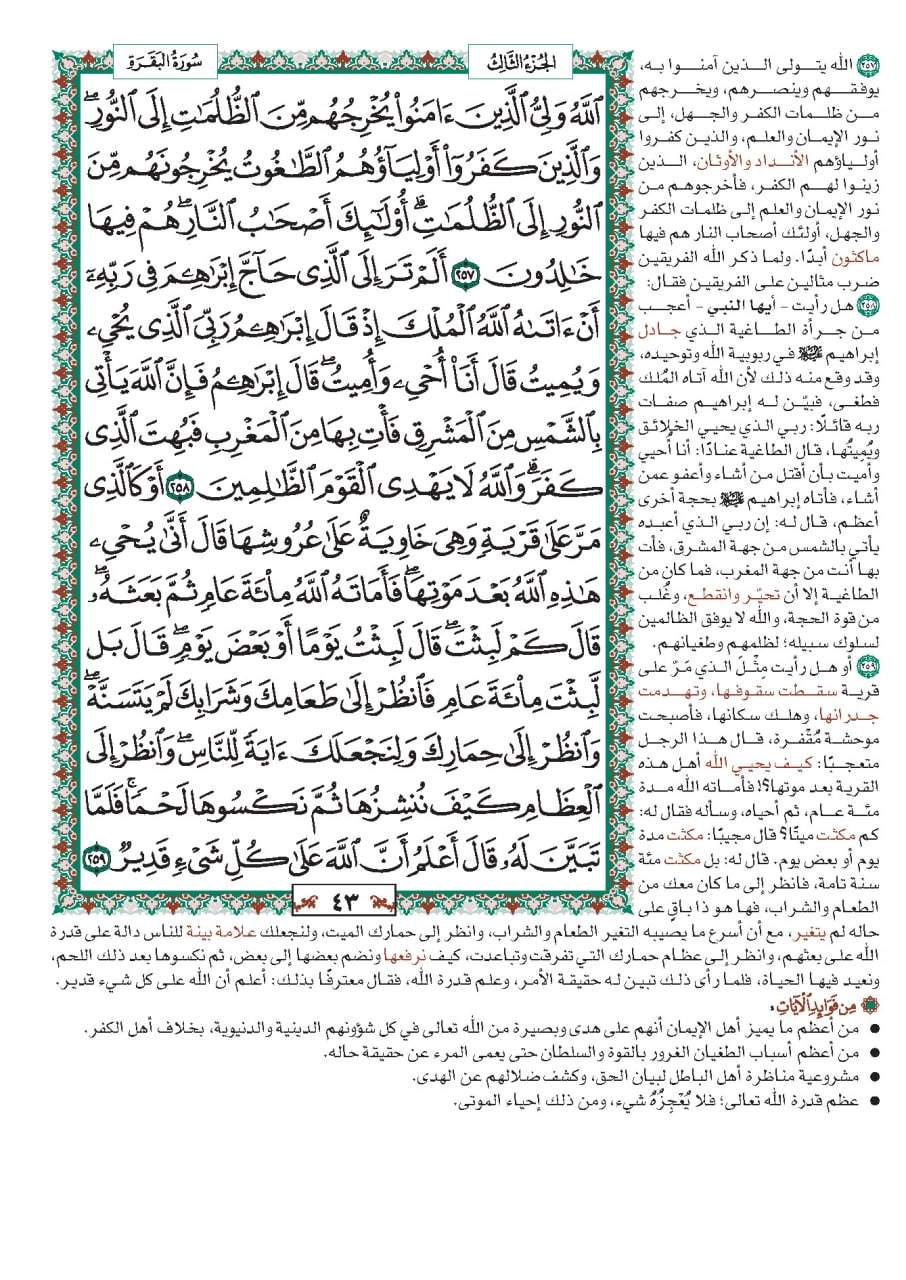 سُورَةُ البَقَرَةِ
الجُزءُ الثَّالِثُ
ٱللَّهُ وَلِيُّ ٱلَّذِينَ ءَامَنُوا۟ يُخْرِجُهُم مِّنَ ٱلظُّلُمَٰتِ إِلَى ٱلنُّورِۖ
وَٱلَّذِينَ كَفَرُوٓا۟ أَوْلِيَآؤُهُمُ ٱلطَّٰغُوتُ يُخْرِجُونَهُم مِّنَ
ٱلنُّورِ إِلَى ٱلظُّلُمَٰتِۗ أُو۟لَٰٓئِكَ أَصْحَٰبُ ٱلنَّارِۖ هُمْ فِيهَا
خَٰلِدُونَ ٢٥٧ أَلَمْ تَرَ إِلَى ٱلَّذِى حَآجَّ إِبْرَٰهِـۧمَ فِى رَبِّهِۦٓ
أَنْ ءَاتَىٰهُ ٱللَّهُ ٱلْمُلْكَ إِذْ قَالَ إِبْرَٰهِـۧمُ رَبِّىَ ٱلَّذِى يُحْىِۦ
وَيُمِيتُ قَالَ أَنَا۠ أُحْىِۦ وَأُمِيتُۖ قَالَ إِبْرَٰهِـۧمُ فَإِنَّ ٱللَّهَ يَأْتِى
بِٱلشَّمْسِ مِنَ ٱلْمَشْرِقِ فَأْتِ بِهَا مِنَ ٱلْمَغْرِبِ فَبُهِتَ ٱلَّذِى
كَفَرَۗ وَٱللَّهُ لَا يَهْدِى ٱلْقَوْمَ ٱلظَّٰلِمِينَ ٢٥٨ أَوْ كَٱلَّذِى
مَرَّ عَلَىٰ قَرْيَةٍ وَهِىَ خَاوِيَةٌ عَلَىٰ عُرُوشِهَا قَالَ أَنَّىٰ يُحْىِۦ
هَٰذِهِ ٱللَّهُ بَعْدَ مَوْتِهَاۖ فَأَمَاتَهُ ٱللَّهُ مِا۟ئَةَ عَامٍ ثُمَّ بَعَثَهُۥۖ
قَالَ كَمْ لَبِثْتَۖ قَالَ لَبِثْتُ يَوْمًا أَوْ بَعْضَ يَوْمٍۖ قَالَ بَل
لَّبِثْتَ مِا۟ئَةَ عَامٍ فَٱنظُرْ إِلَىٰ طَعَامِكَ وَشَرَابِكَ لَمْ يَتَسَنَّهْۖ
وَٱنظُرْ إِلَىٰ حِمَارِكَ وَلِنَجْعَلَكَ ءَايَةً لِّلنَّاسِۖ وَٱنظُرْ إِلَى
ٱلْعِظَامِ كَيْفَ نُنشِزُهَا ثُمَّ نَكْسُوهَا لَحْمًاۚ فَلَمَّا
تَبَيَّنَ لَهُۥ قَالَ أَعْلَمُ أَنَّ ٱللَّهَ عَلَىٰ كُلِّ شَىْءٍ قَدِيرٌ ٢٥٩
٤٣
٢٥٧ الله يتولى الذين آمنوا به،
يوفقهم وينصرهم، ويخرجهم
من ظلمات الكفر والجهل، إلى
نور الإيمان والعلم، والذين كفروا
أولياؤهم الأنداد والأوثان، الذين
زينوا لهم الكفر، فأخرجوهم من
نور الإيمان والعلم إلى ظلمات الكفر
والجهل، أولئك أصحاب النار هم فيها
ماكثون أبدًا. ولما ذكر الله الفريقين
ضرب مثالين على الفريقين فقال:
٢٥٨ هل رأيت - أيها النبي - أعجب
من جرأة الطاغية الذي جادل
إبراهيم ﷺ في ربوبية الله وتوحيده،
وقد وقع منه ذلك لأن الله آتاه المُلك
فطغى، فبيّن له إبراهيم صفات
ربه قائلًا: ربي الذي يحيي الخلائق
ويُمِيتُها، قال الطاغية عنادًا: أنا أحيي
وأميت بأن أقتل من أشاء وأعفو عمن
أشاء، فأتاه إبراهيم ﷺ بحجة أخرى
أعظم، قال له: إن ربي الذي أعبده
يأتي بالشمس من جهة المشرق، فأت
بها أنت من جهة المغرب، فما كان من
الطاغية إلا أن تحيّر وانقطع، وغُلب
من قوة الحجة، والله لا يوفق الظالمين
لسلوك سبيله؛ لظلمهم وطغيانهم.
٢٥٩ أو هل رأيت مِثْلَ الذي مَرّ على
قرية سقطت سقوفها، وتهدمت
جدرانها، وهلك سكانها، فأصبحت
موحشة مُقْفرة، قال هذا الرجل
متعجبًا: كيف يحيي الله أهل هذه
القرية بعد موتها؟! فأماته الله مدة
مئة عام، ثم أحياه، وسأله فقال له:
كم مكثت ميتًا؟ قال مجيبًا: مكثت مدة
يوم أو بعض يوم. قال له: بل مكثت مئة
سنة تامة، فانظر إلى ما كان معك من
الطعام والشراب، فها هو ذا باقٍ على
حاله لم يتغير، مع أن أسرع ما يصيبه التغير الطعام والشراب، وانظر إلى حمارك الميت، ولنجعلك علامة بينة للناس دالة على قدرة
الله على بعثهم، وانظر إلى عظام حمارك التي تفرقت وتباعدت، كيف نرفعها ونضم بعضها إلى بعض، ثم نكسوها بعد ذلك اللحم،
ونعيد فيها الحياة، فلما رأى ذلك تبين له حقيقة الأمر، وعلم قدرة الله، فقال معترفًا بذلك: أعلم أن الله على كل شيء قدير.
مِن فَوَائِدِ الآيَاتِ:
• من أعظم ما يميز أهل الإيمان أنهم على هدى وبصيرة من الله تعالى في كل شؤونهم الدينية والدنيوية، بخلاف أهل الكفر.
• من أعظم أسباب الطغيان الغرور بالقوة والسلطان حتى يعمى المرء عن حقيقة حاله.
• مشروعية مناظرة أهل الباطل لبيان الحق، وكشف ضلالهم عن الهدى.
• عظم قدرة الله تعالى؛ فلا يُعْجِزُهُ شيء، ومن ذلك إحياء الموتى.